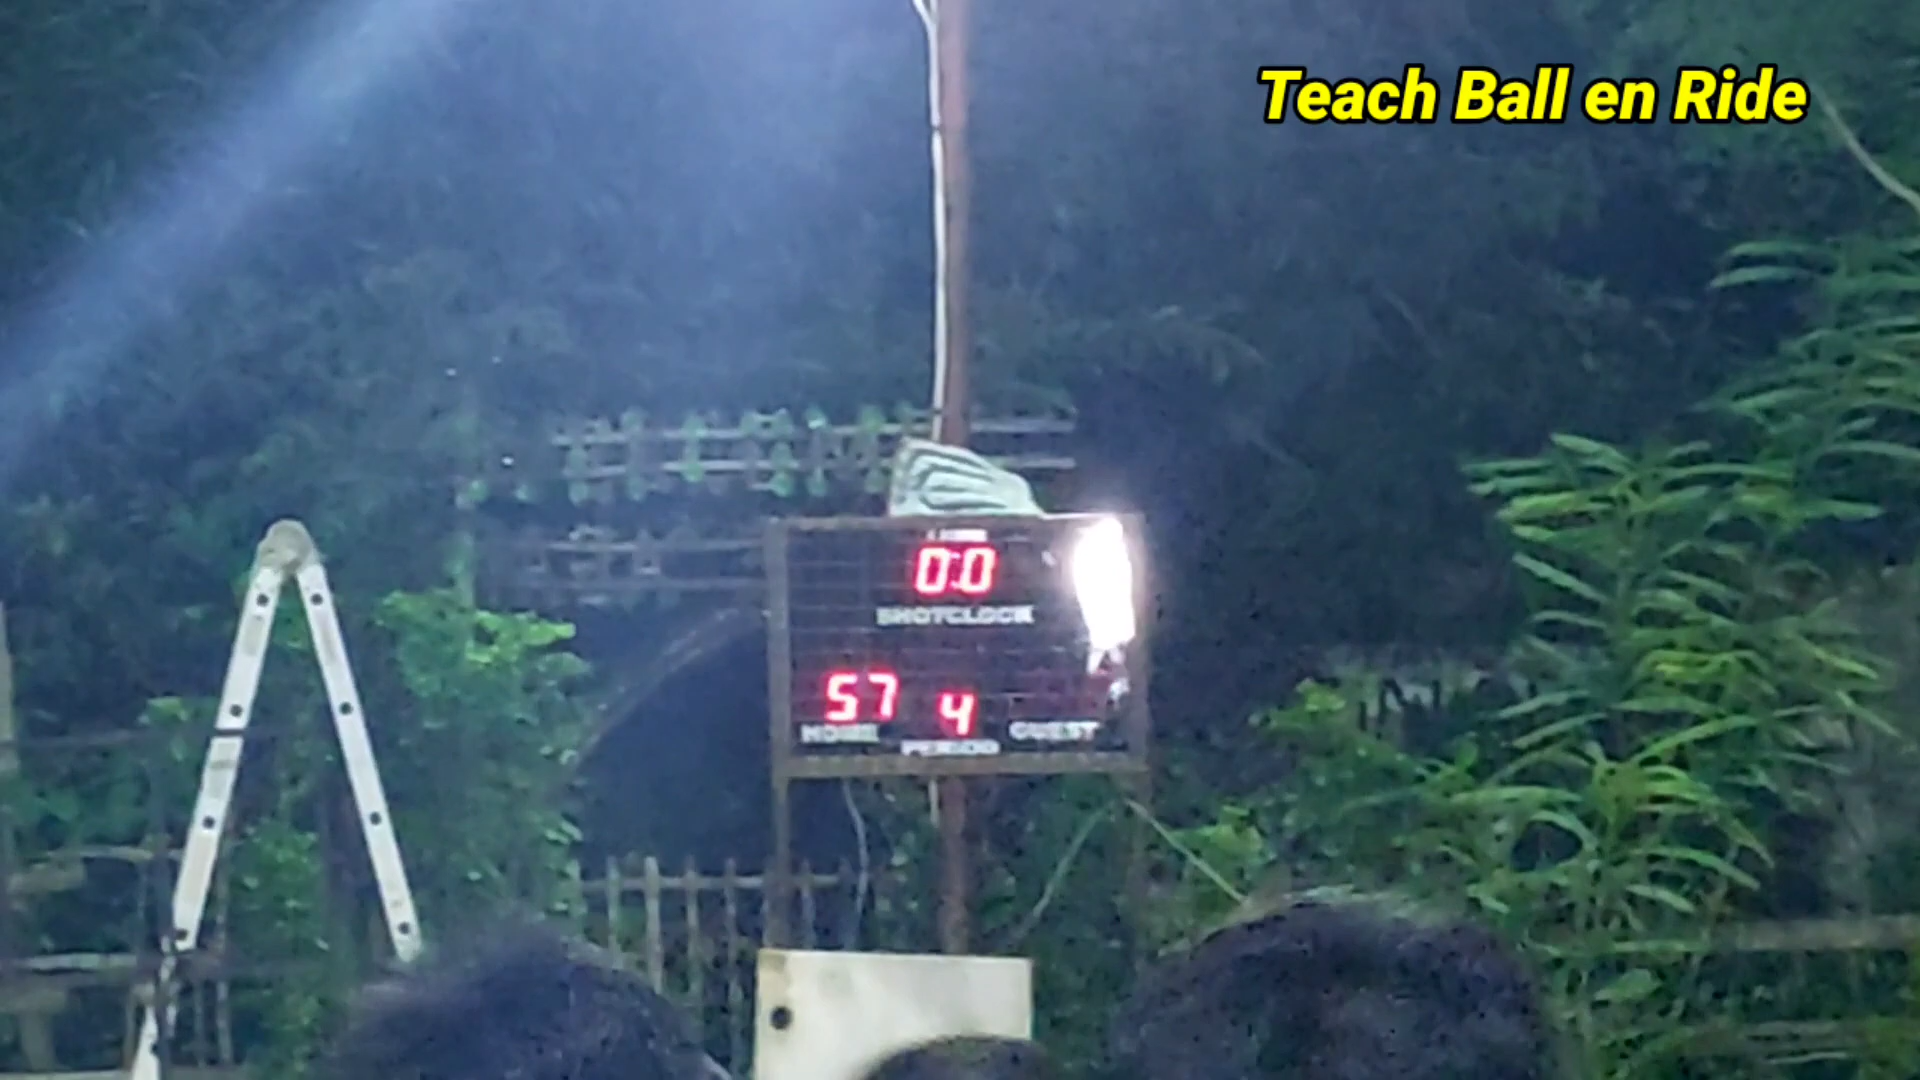 Teach Ball en Ride
0:0
SHOTCLOCK
57 4
HOME GUEST
PERIOD